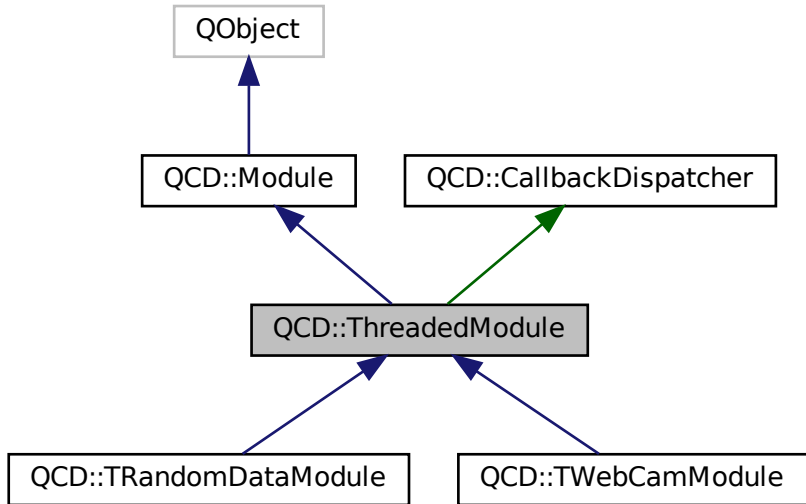 QObject
QCD::Module
QCD::CallbackDispatcher
QCD::ThreadedModule
QCD::TRandomDataModule
QCD::TWebCamModule